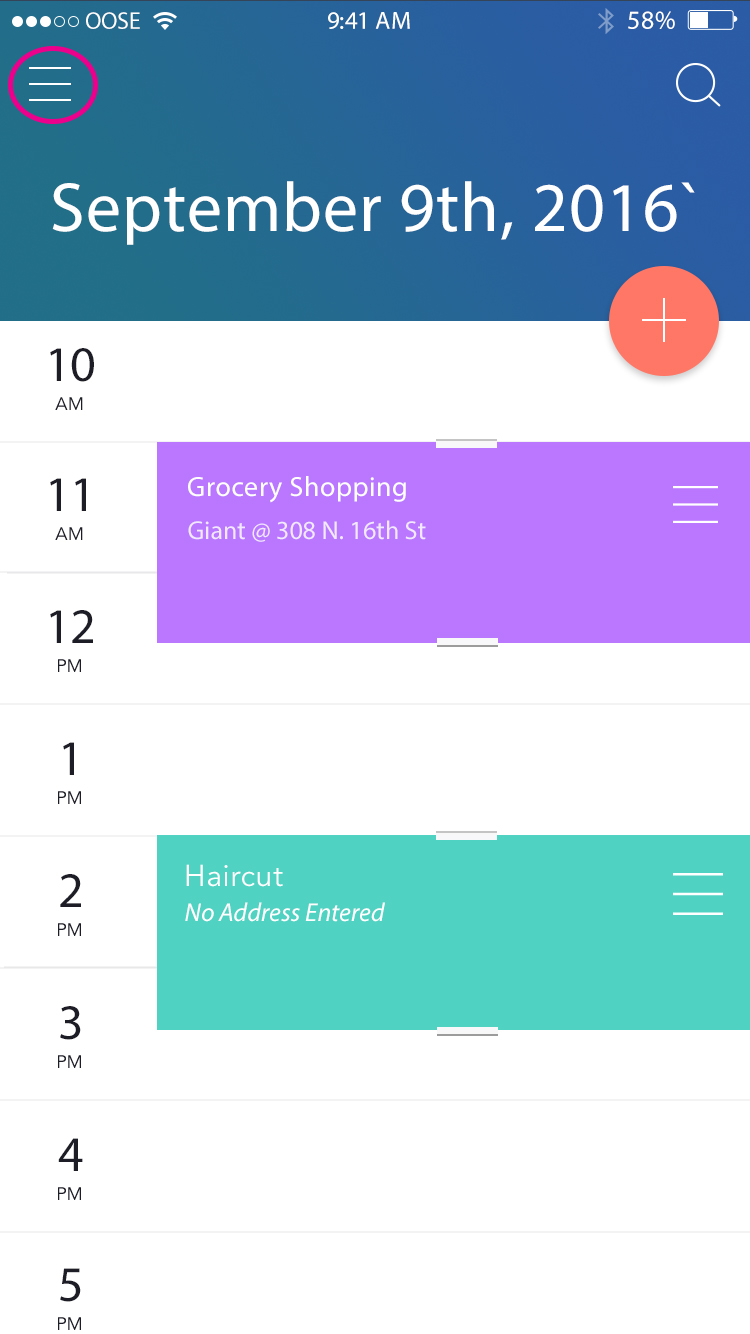 OOSE 9:41 AM 58%
September 9th, 2016`
10
AM
11
AM
Grocery Shopping
Giant @ 308 N. 16th St
12
PM
1
PM
2
PM
Haircut
No Address Entered
3
PM
4
PM
5
PM